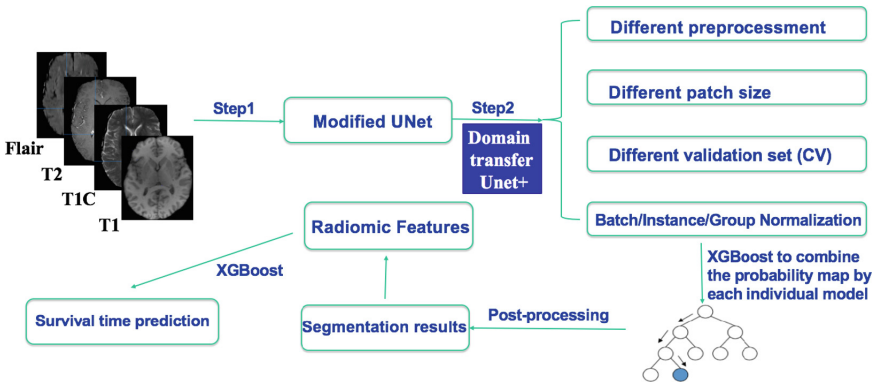 Flair
T2
T1C
T1
Step1
Modified UNet
Step2
Domain
transfer
Unet+
Different preprocessment
Different patch size
Different validation set (CV)
Batch/Instance/Group Normalization
XGBoost to combine
the probability map by
each individual model
Post-processing
Segmentation results
Radiomic Features
XGBoost
Survival time prediction